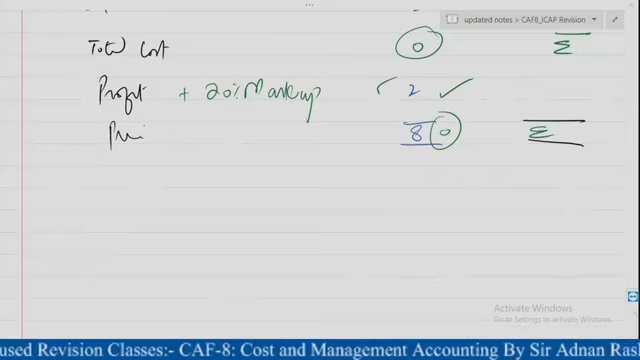 updated notes > CAF8_ICAP Revision
Total Cost 0 Σ
Profit + 20% Markup 2 ✓
Pri 8 0 Σ
Activate Windows
Go to Settings to activate Windows.
used Revision Classes:- CAF-8: Cost and Management Accounting By Sir Adnan Ras